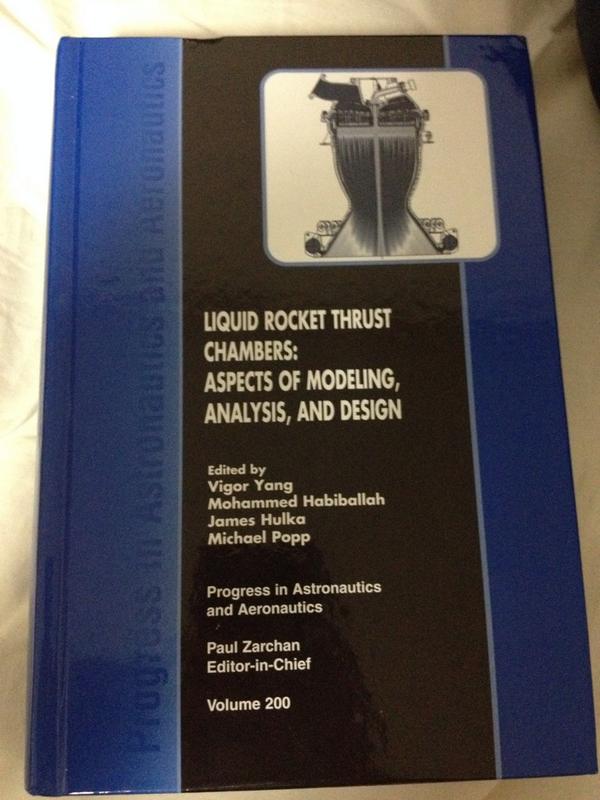 Progress in Astronautics and Aeronautics
LIQUID ROCKET THRUST
CHAMBERS:
ASPECTS OF MODELING,
ANALYSIS, AND DESIGN
Edited by
Vigor Yang
Mohammed Habiballah
James Hulka
Michael Popp
Progress in Astronautics
and Aeronautics
Paul Zarchan
Editor-in-Chief
Volume 200